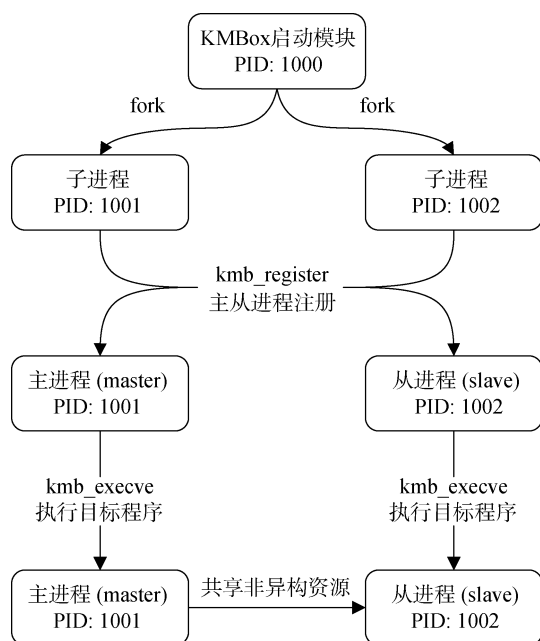 KMBox启动模块
PID: 1000
fork
fork
子进程
PID: 1001
子进程
PID: 1002
kmb_register
主从进程注册
主进程 (master)
PID: 1001
从进程 (slave)
PID: 1002
kmb_execve
执行目标程序
kmb_execve
执行目标程序
主进程 (master)
PID: 1001
共享非异构资源
从进程 (slave)
PID: 1002